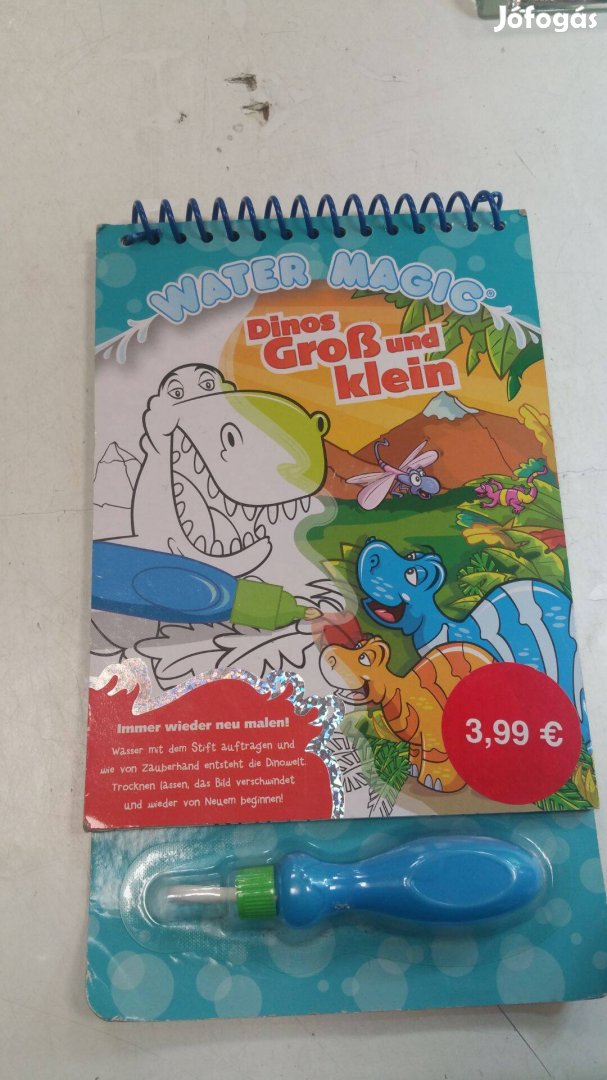 Jófogás
WATER MAGIC®
Dinos
Groß und
klein
Immer wieder neu malen!
Wasser mit dem Stift auftragen und
wie von Zauberhand entsteht die Dinowelt.
Trocknen lassen, das Bild verschwindet
und wieder von Neuem beginnen!
3,99 €